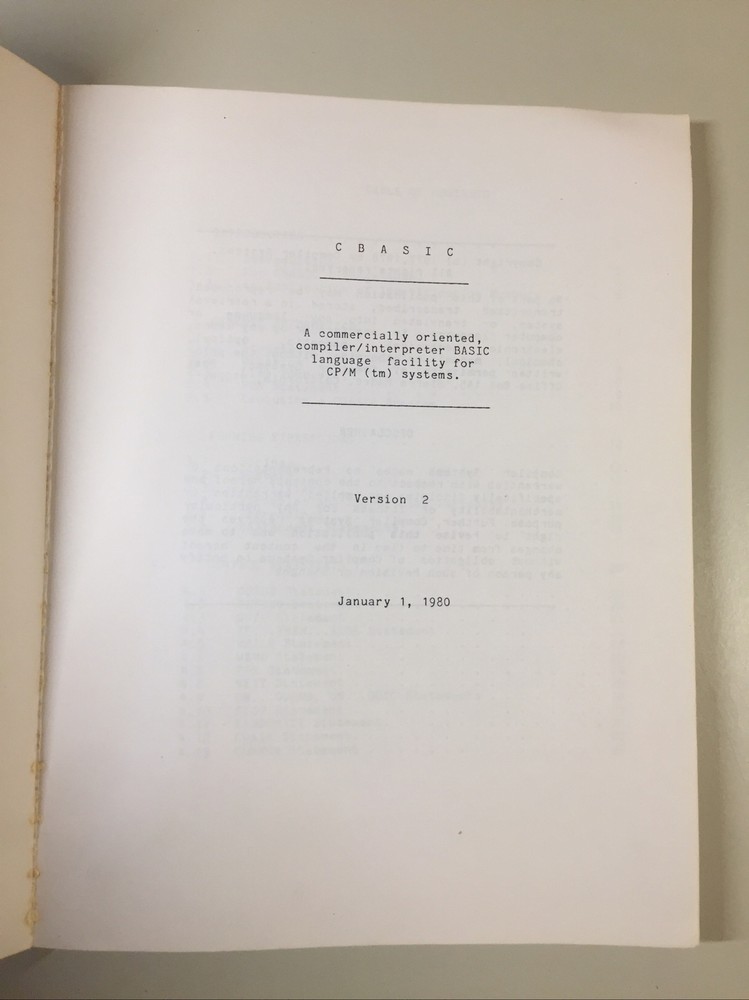 C B A S I C
A commercially oriented,
compiler/interpreter BASIC
language facility for
CP/M (tm) systems.
Version 2
January 1, 1980